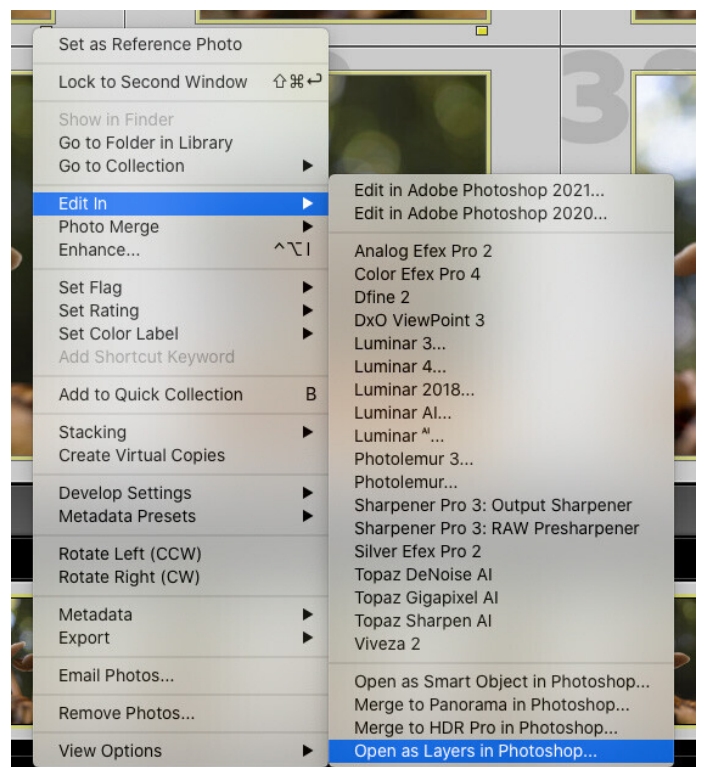 Set as Reference Photo
Lock to Second Window ⇧⌘↩
Show in Finder
Go to Folder in Library
Go to Collection ▶
Edit In ▶
Photo Merge ▶
Enhance... ^⌥I
Set Flag ▶
Set Rating ▶
Set Color Label ▶
Add Shortcut Keyword
Add to Quick Collection B
Stacking ▶
Create Virtual Copies
Develop Settings ▶
Metadata Presets ▶
Rotate Left (CCW)
Rotate Right (CW)
Metadata ▶
Export ▶
Email Photos...
Remove Photos...
View Options ▶
Edit in Adobe Photoshop 2021...
Edit in Adobe Photoshop 2020...
Analog Efex Pro 2
Color Efex Pro 4
Dfine 2
DxO ViewPoint 3
Luminar 3...
Luminar 4...
Luminar 2018...
Luminar AI...
Luminar ᴬᴵ...
Photolemur 3...
Photolemur...
Sharpener Pro 3: Output Sharpener
Sharpener Pro 3: RAW Presharpener
Silver Efex Pro 2
Topaz DeNoise AI
Topaz Gigapixel AI
Topaz Sharpen AI
Viveza 2
Open as Smart Object in Photoshop...
Merge to Panorama in Photoshop...
Merge to HDR Pro in Photoshop...
Open as Layers in Photoshop...